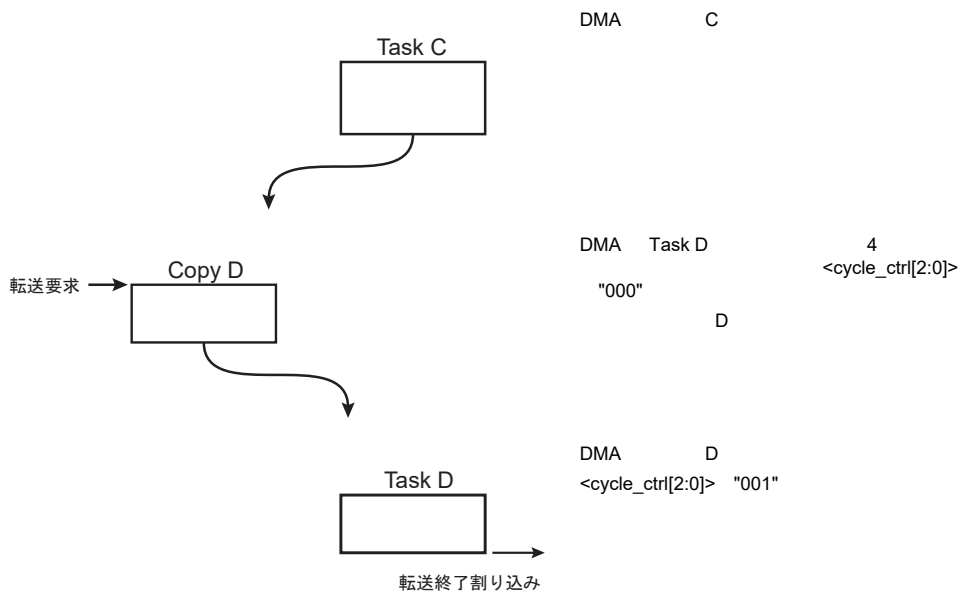 DMA C
Task C
DMA Task D 4
<cycle_ctrl[2:0]>
Copy D
転送要求
"000"
D
DMA D
Task D
<cycle_ctrl[2:0]> "001"
転送終了割り込み